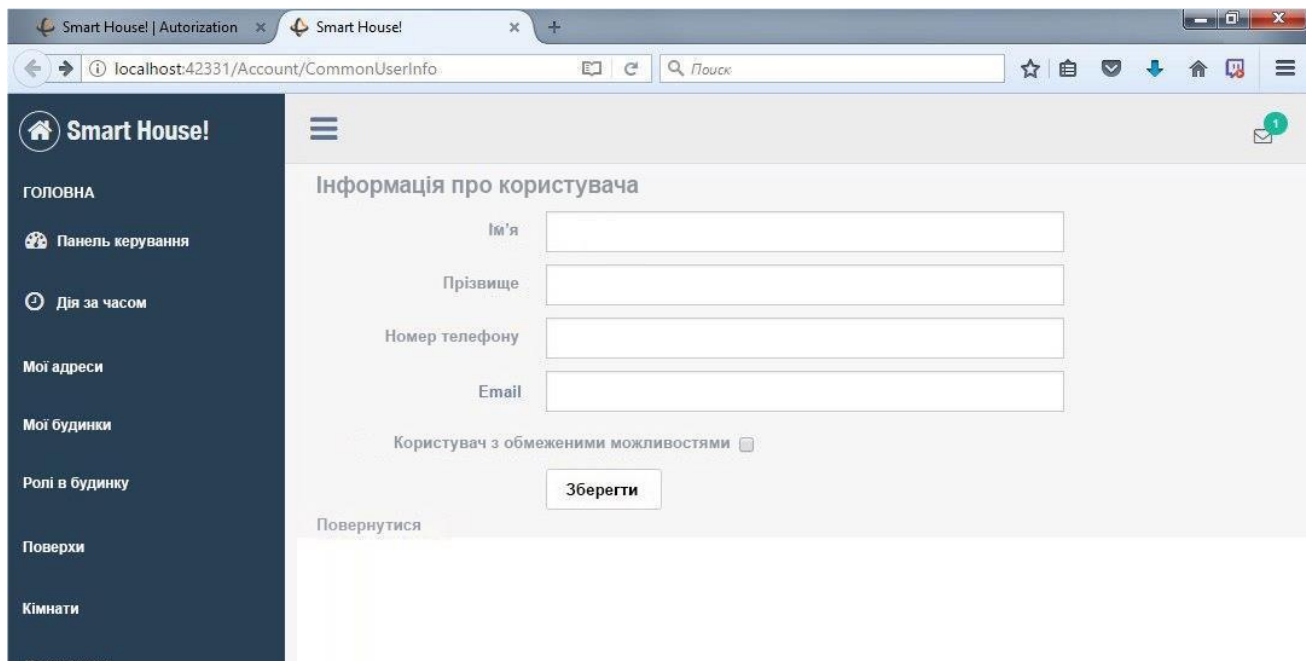 Smart House! | Autorization
Smart House!
localhost:42331/Account/CommonUserInfo
Поиск
Smart House!
1
ГОЛОВНА
Панель керування
Дія за часом
Мої адреси
Мої будинки
Ролі в будинку
Поверхи
Кімнати
Інформація про користувача
Ім'я
Прізвище
Номер телефону
Email
Користувач з обмеженими можливостями
Зберегти
Повернутися